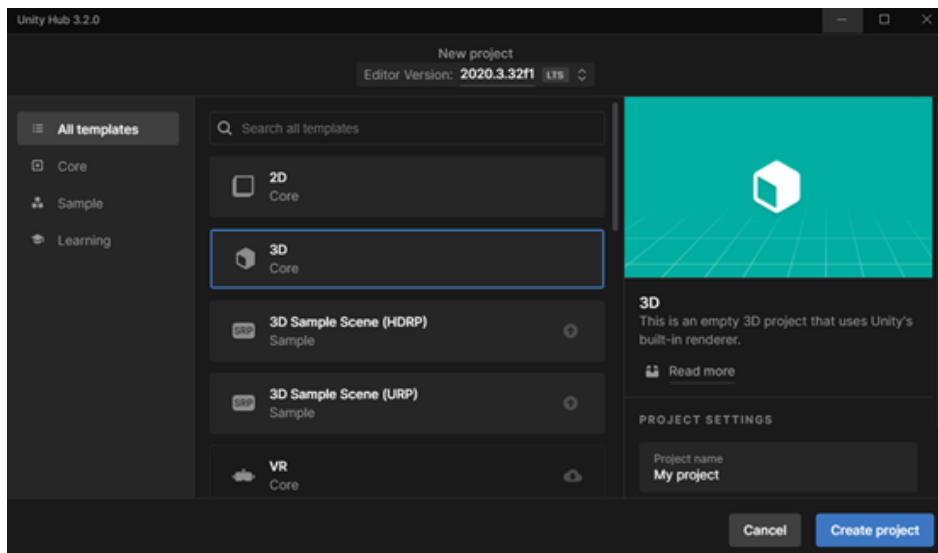 Unity Hub 3.2.0
New project
Editor Version: 2020.3.32f1 LTS
All templates
Core
Sample
Learning
Search all templates
2D
Core
3D
Core
SRP
3D Sample Scene (HDRP)
Sample
SRP
3D Sample Scene (URP)
Sample
VR
Core
3D
This is an empty 3D project that uses Unity's
built-in renderer.
Read more
PROJECT SETTINGS
Project name
My project
Cancel
Create project